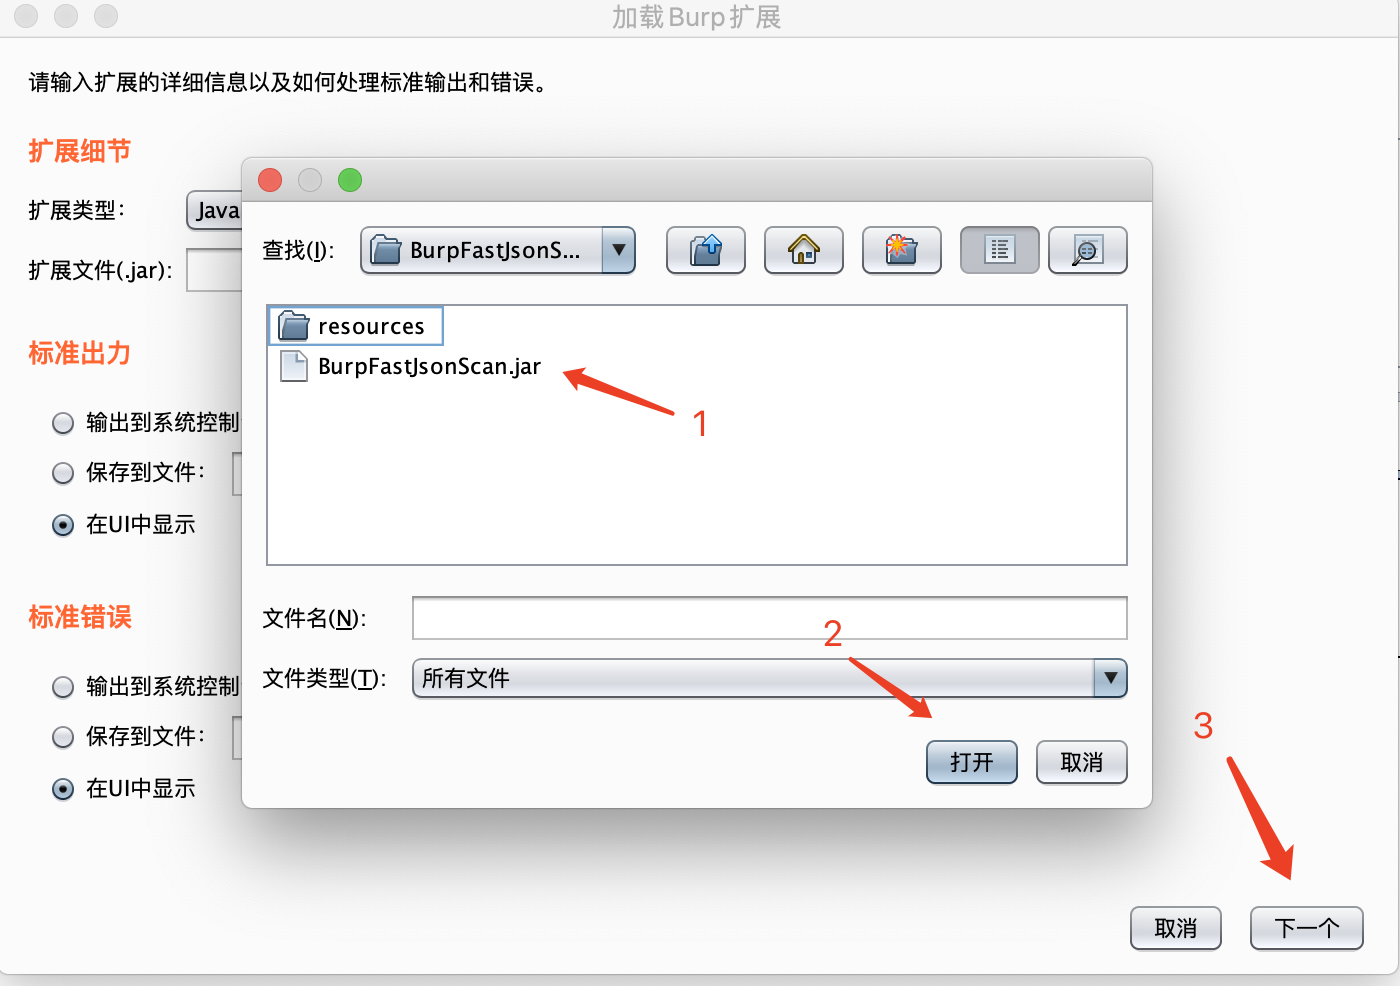 加载Burp扩展
请输入扩展的详细信息以及如何处理标准输出和错误。
扩展细节
扩展类型:
Java
扩展文件(.jar):
查找(I):
BurpFastJsonS...
resources
BurpFastJsonScan.jar
1
标准出力
输出到系统控制
保存到文件:
在UI中显示
文件名(N):
2
文件类型(T):
所有文件
标准错误
输出到系统控制
保存到文件:
在UI中显示
打开
取消
3
取消
下一个